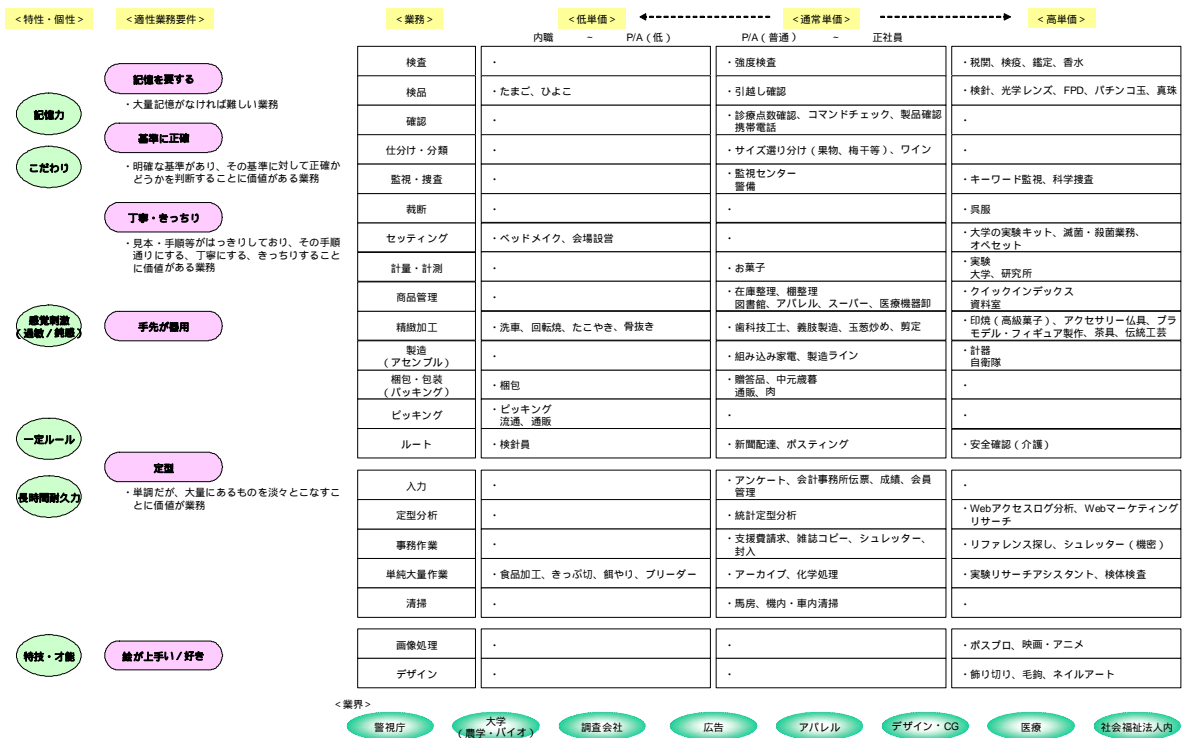 <特性・個性>
<適性業務要件>
<業務>
<低単価>
<通常単価>
<高単価>
内職 ~ P/A(低)
P/A(普通) ~ 正社員
記憶力
こだわり
感覚刺激
(過敏/鈍感)
一定ルール
長時間耐久力
特技・才能
記憶を要する
・大量記憶がなければ難しい業務
基準に正確
・明確な基準があり、その基準に対して正確か
どうかを判断することに価値がある業務
丁寧・きっちり
・見本・手順等がはっきりしており、その手順
通りにする、丁寧にする、きっちりすること
に価値がある業務
手先が器用
定型
・単調だが、大量にあるものを淡々とこなすこ
とに価値が業務
絵が上手い/好き
検査
・
・強度検査
・税関、検疫、鑑定、香水
検品
・たまご、ひよこ
・引越し確認
・検針、光学レンズ、FPD、パチンコ玉、真珠
確認
・
・診療点数確認、コマンドチェック、製品確認
携帯電話
・
仕分け・分類
・
・サイズ選り分け(果物、梅干等)、ワイン
・
監視・捜査
・
・監視センター
警備
・キーワード監視、科学捜査
裁断
・
・
・呉服
セッティング
・ベッドメイク、会場設営
・
・大学の実験キット、滅菌・殺菌業務、
オペセット
計量・計測
・
・お菓子
・実験
大学、研究所
商品管理
・
・在庫整理、棚整理
図書館、アパレル、スーパー、医療機器卸
・クイックインデックス
資料室
精緻加工
・洗車、回転焼、たこやき、骨抜き
・歯科技工士、義肢製造、玉葱炒め、剪定
・印焼(高級菓子)、アクセサリー仏具、プラ
モデル・フィギュア製作、茶具、伝統工芸
製造
(アセンブル)
・
・組み込み家電、製造ライン
・計器
自衛隊
梱包・包装
(パッキング)
・梱包
・贈答品、中元歳暮
通販、肉
・
ピッキング
・ピッキング
流通、通販
・
・
ルート
・検針員
・新聞配達、ポスティング
・安全確認(介護)
入力
・
・アンケート、会計事務所伝票、成績、会員
管理
・
定型分析
・
・統計定型分析
・Webアクセスログ分析、Webマーケティング
リサーチ
事務作業
・
・支援費請求、雑誌コピー、シュレッター、
封入
・リファレンス探し、シュレッター(機密)
単純大量作業
・食品加工、きっぷ切、餌やり、ブリーダー
・アーカイブ、化学処理
・実験リサーチアシスタント、検体検査
清掃
・
・馬房、機内・車内清掃
・
画像処理
・
・
・ポスプロ、映画・アニメ
デザイン
・
・
・飾り切り、毛鉤、ネイルアート
<業界>
警視庁
大学
(農学・バイオ)
調査会社
広告
アパレル
デザイン・CG
医療
社会福祉法人内